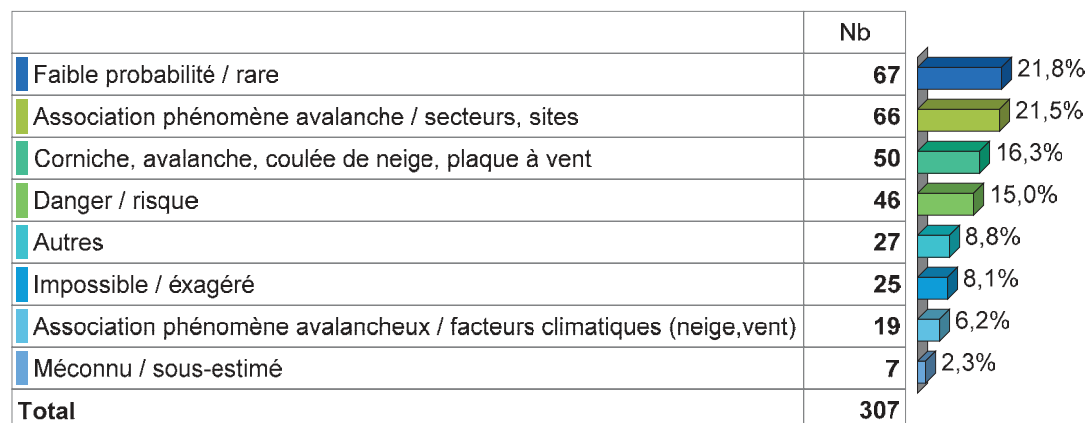 Nb
Faible probabilité / rare 67 21,8%
Association phénomène avalanche / secteurs, sites 66 21,5%
Corniche, avalanche, coulée de neige, plaque à vent 50 16,3%
Danger / risque 46 15,0%
Autres 27 8,8%
Impossible / éxagéré 25 8,1%
Association phénomène avalancheux / facteurs climatiques (neige,vent) 19 6,2%
Méconnu / sous-estimé 7 2,3%
Total 307